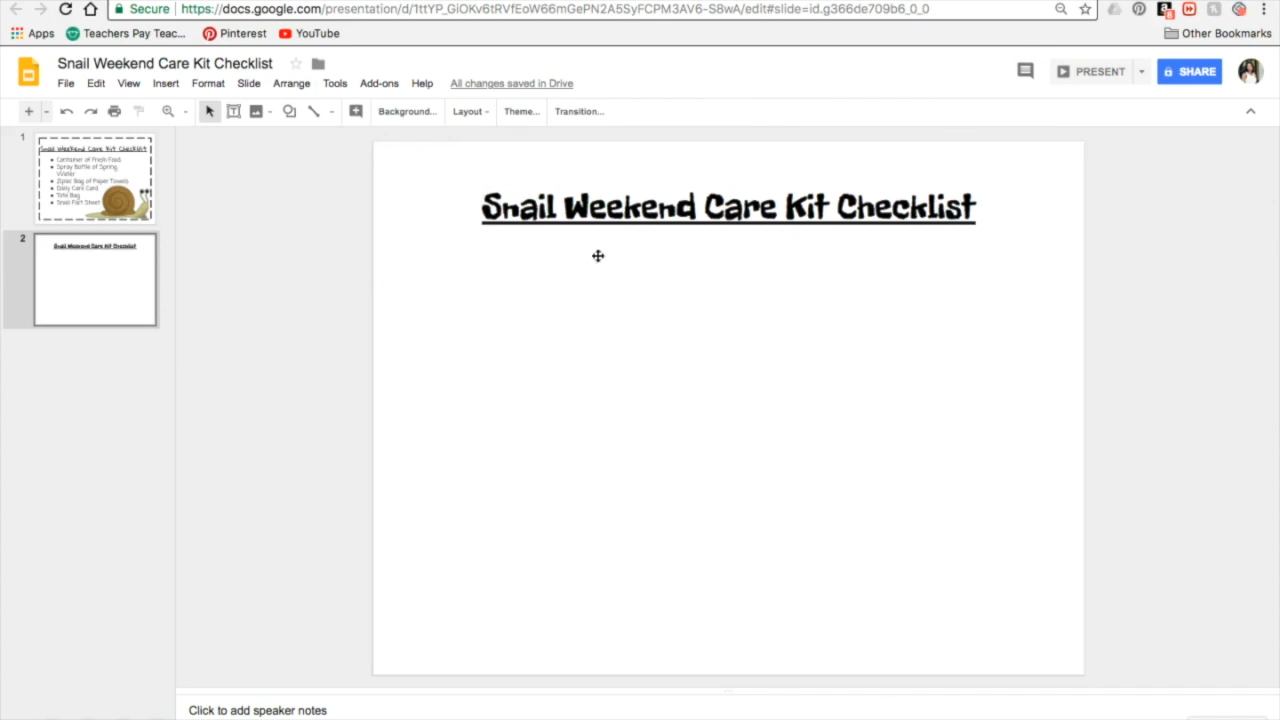 Secure https://docs.google.com/presentation/d/1ttYP_GiOKv6tRVfEoW66mGePN2A5SyFCPM3AV6-S8wA/edit#slide=id.g366de709b6_0_0
Apps Teachers Pay Teac... Pinterest YouTube Other Bookmarks
Snail Weekend Care Kit Checklist
File Edit View Insert Format Slide Arrange Tools Add-ons Help All changes saved in Drive
PRESENT SHARE
Background... Layout Theme... Transition...
1
Snail Weekend Care Kit Checklist
Container of Fresh Food
Spray Bottle of Spring
Water
Ziploc Bag of Paper Towels
Daily Care Card
Tote Bag
Snail Fact Sheet
2
Snail Weekend Care Kit Checklist
Snail Weekend Care Kit Checklist
Click to add speaker notes